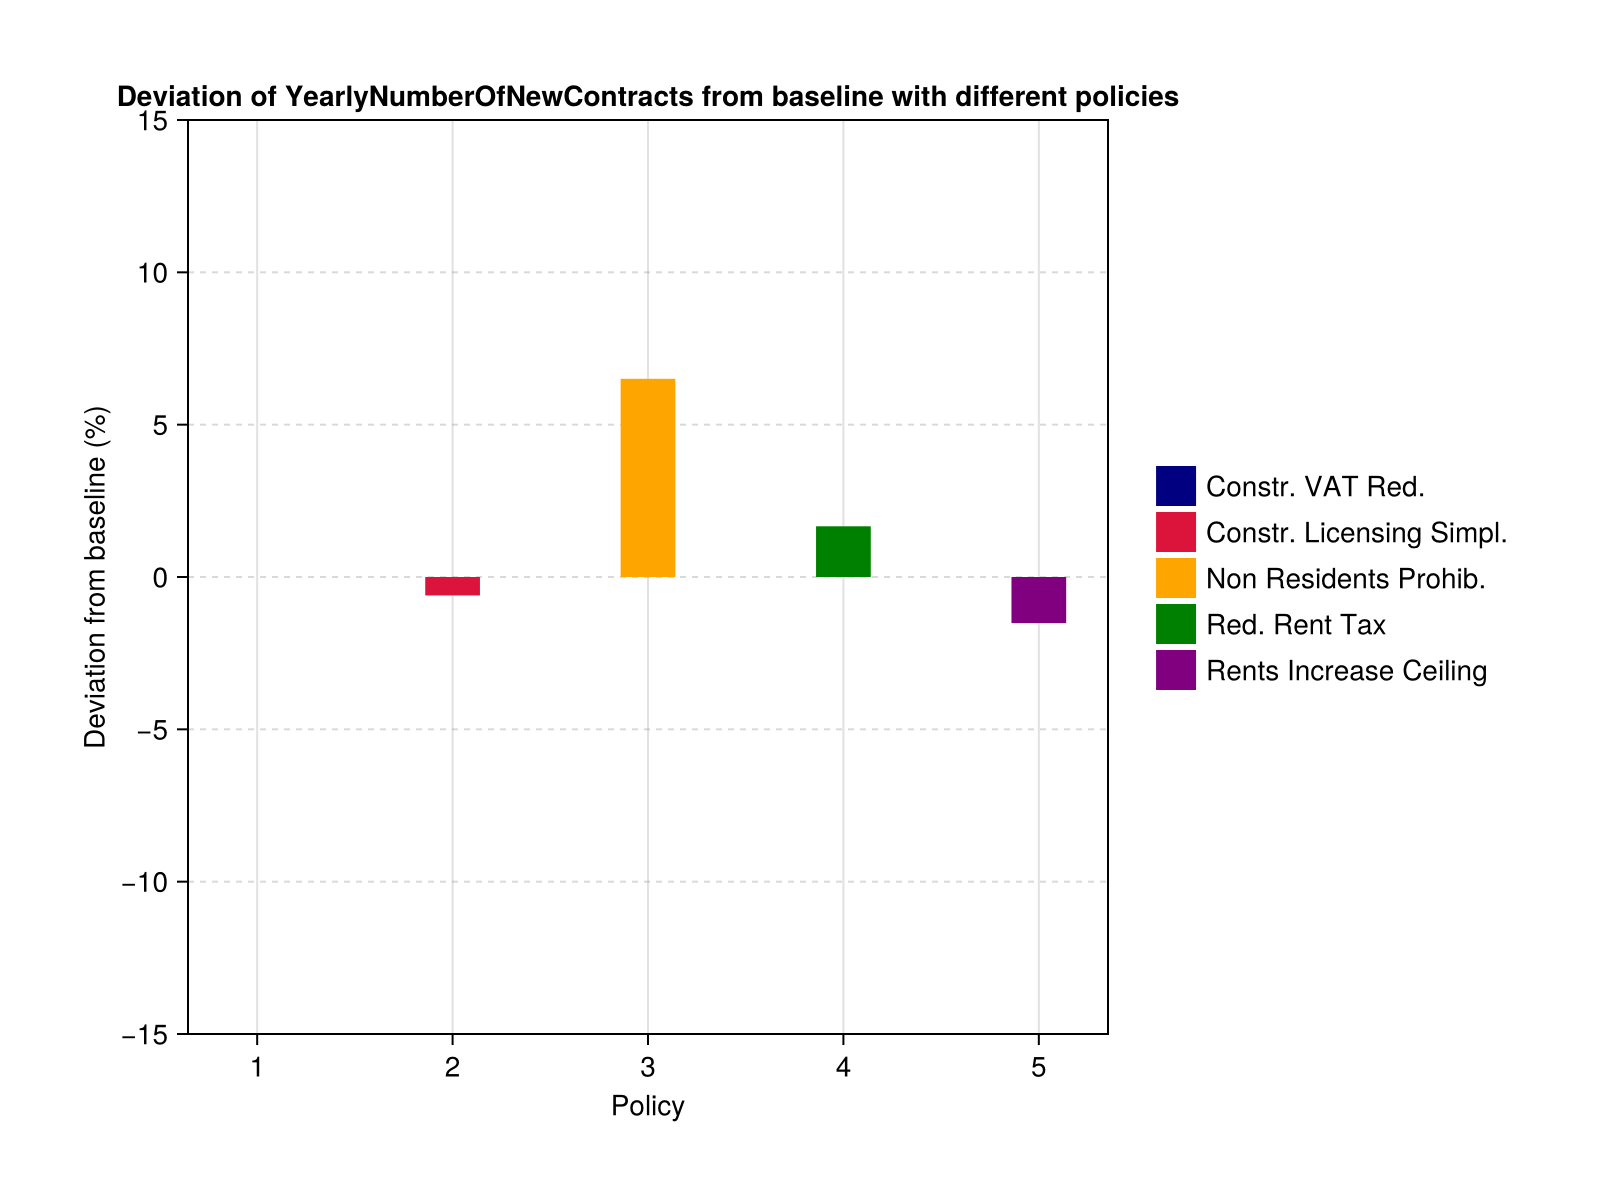 Deviation of YearlyNumberOfNewContracts from baseline with different policies
15
10
5
0
−5
−10
−15
Deviation from baseline (%)
1 2 3 4 5
Policy
Constr. VAT Red.
Constr. Licensing Simpl.
Non Residents Prohib.
Red. Rent Tax
Rents Increase Ceiling